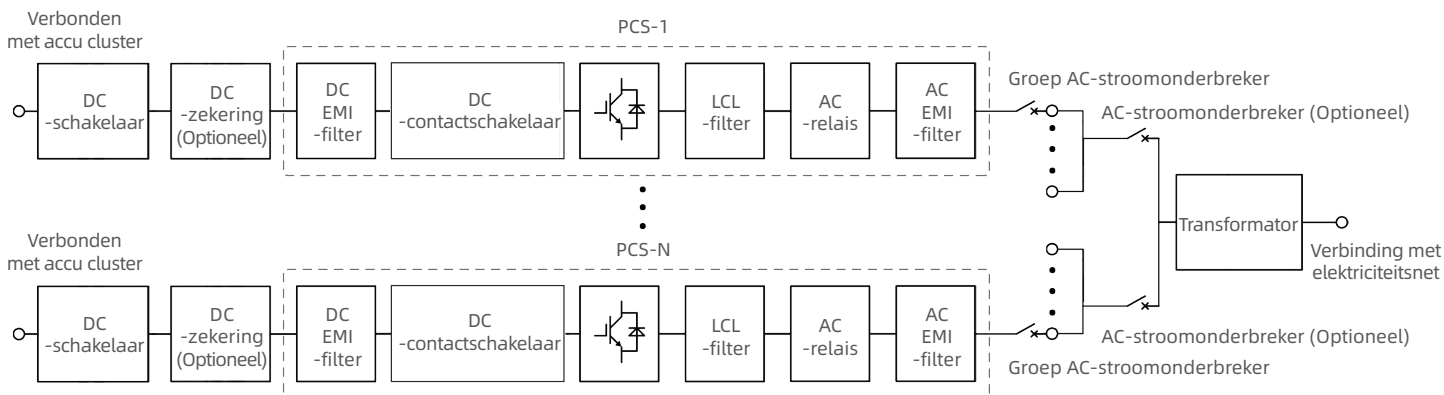 Verbonden
met accu cluster
PCS-1
DC
-schakelaar
DC
-zekering
(Optioneel)
DC
EMI
-filter
DC
-contactschakelaar
LCL
-filter
AC
-relais
AC
EMI
-filter
Groep AC-stroomonderbreker
AC-stroomonderbreker (Optioneel)
Transformator
Verbinding met
elektriciteitsnet
Verbonden
met accu cluster
PCS-N
DC
-schakelaar
DC
-zekering
(Optioneel)
DC
EMI
-filter
DC
-contactschakelaar
LCL
-filter
AC
-relais
AC
EMI
-filter
AC-stroomonderbreker (Optioneel)
Groep AC-stroomonderbreker